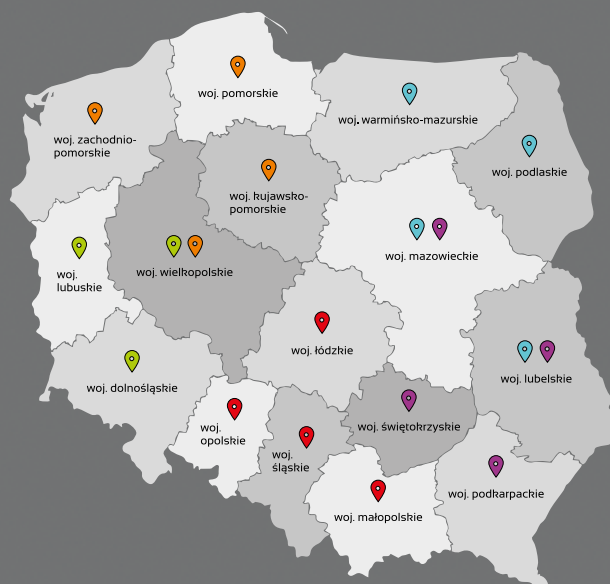 woj. pomorskie
woj. warmińsko-mazurskie
woj. zachodnio-
pomorskie
woj. podlaskie
woj. kujawsko-
pomorskie
woj. mazowieckie
woj. wielkopolskie
woj.
lubuskie
woj. łódzkie
woj. lubelskie
woj. dolnośląskie
woj.
opolskie
woj. świętokrzyskie
woj.
śląskie
woj. podkarpackie
woj. małopolskie